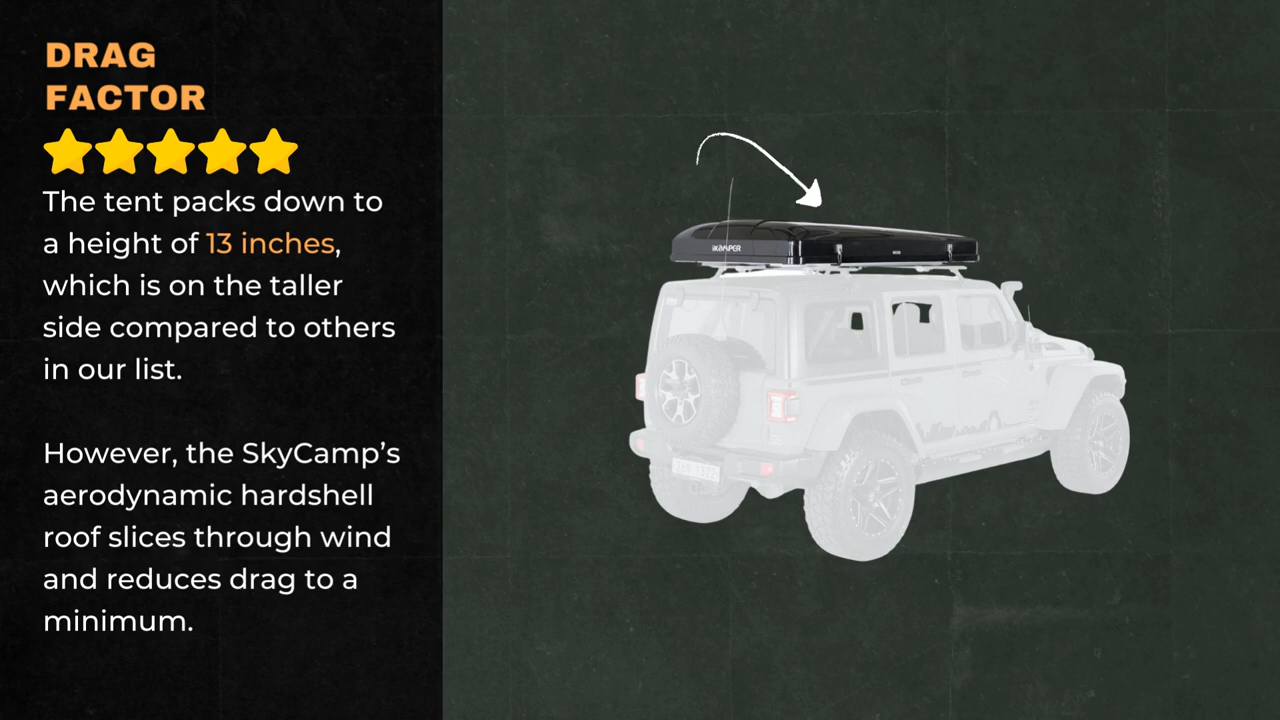 DRAG
FACTOR
The tent packs down to
a height of 13 inches,
which is on the taller
side compared to others
in our list.
However, the SkyCamp's
aerodynamic hardshell
roof slices through wind
and reduces drag to a
minimum.
iKAMPER